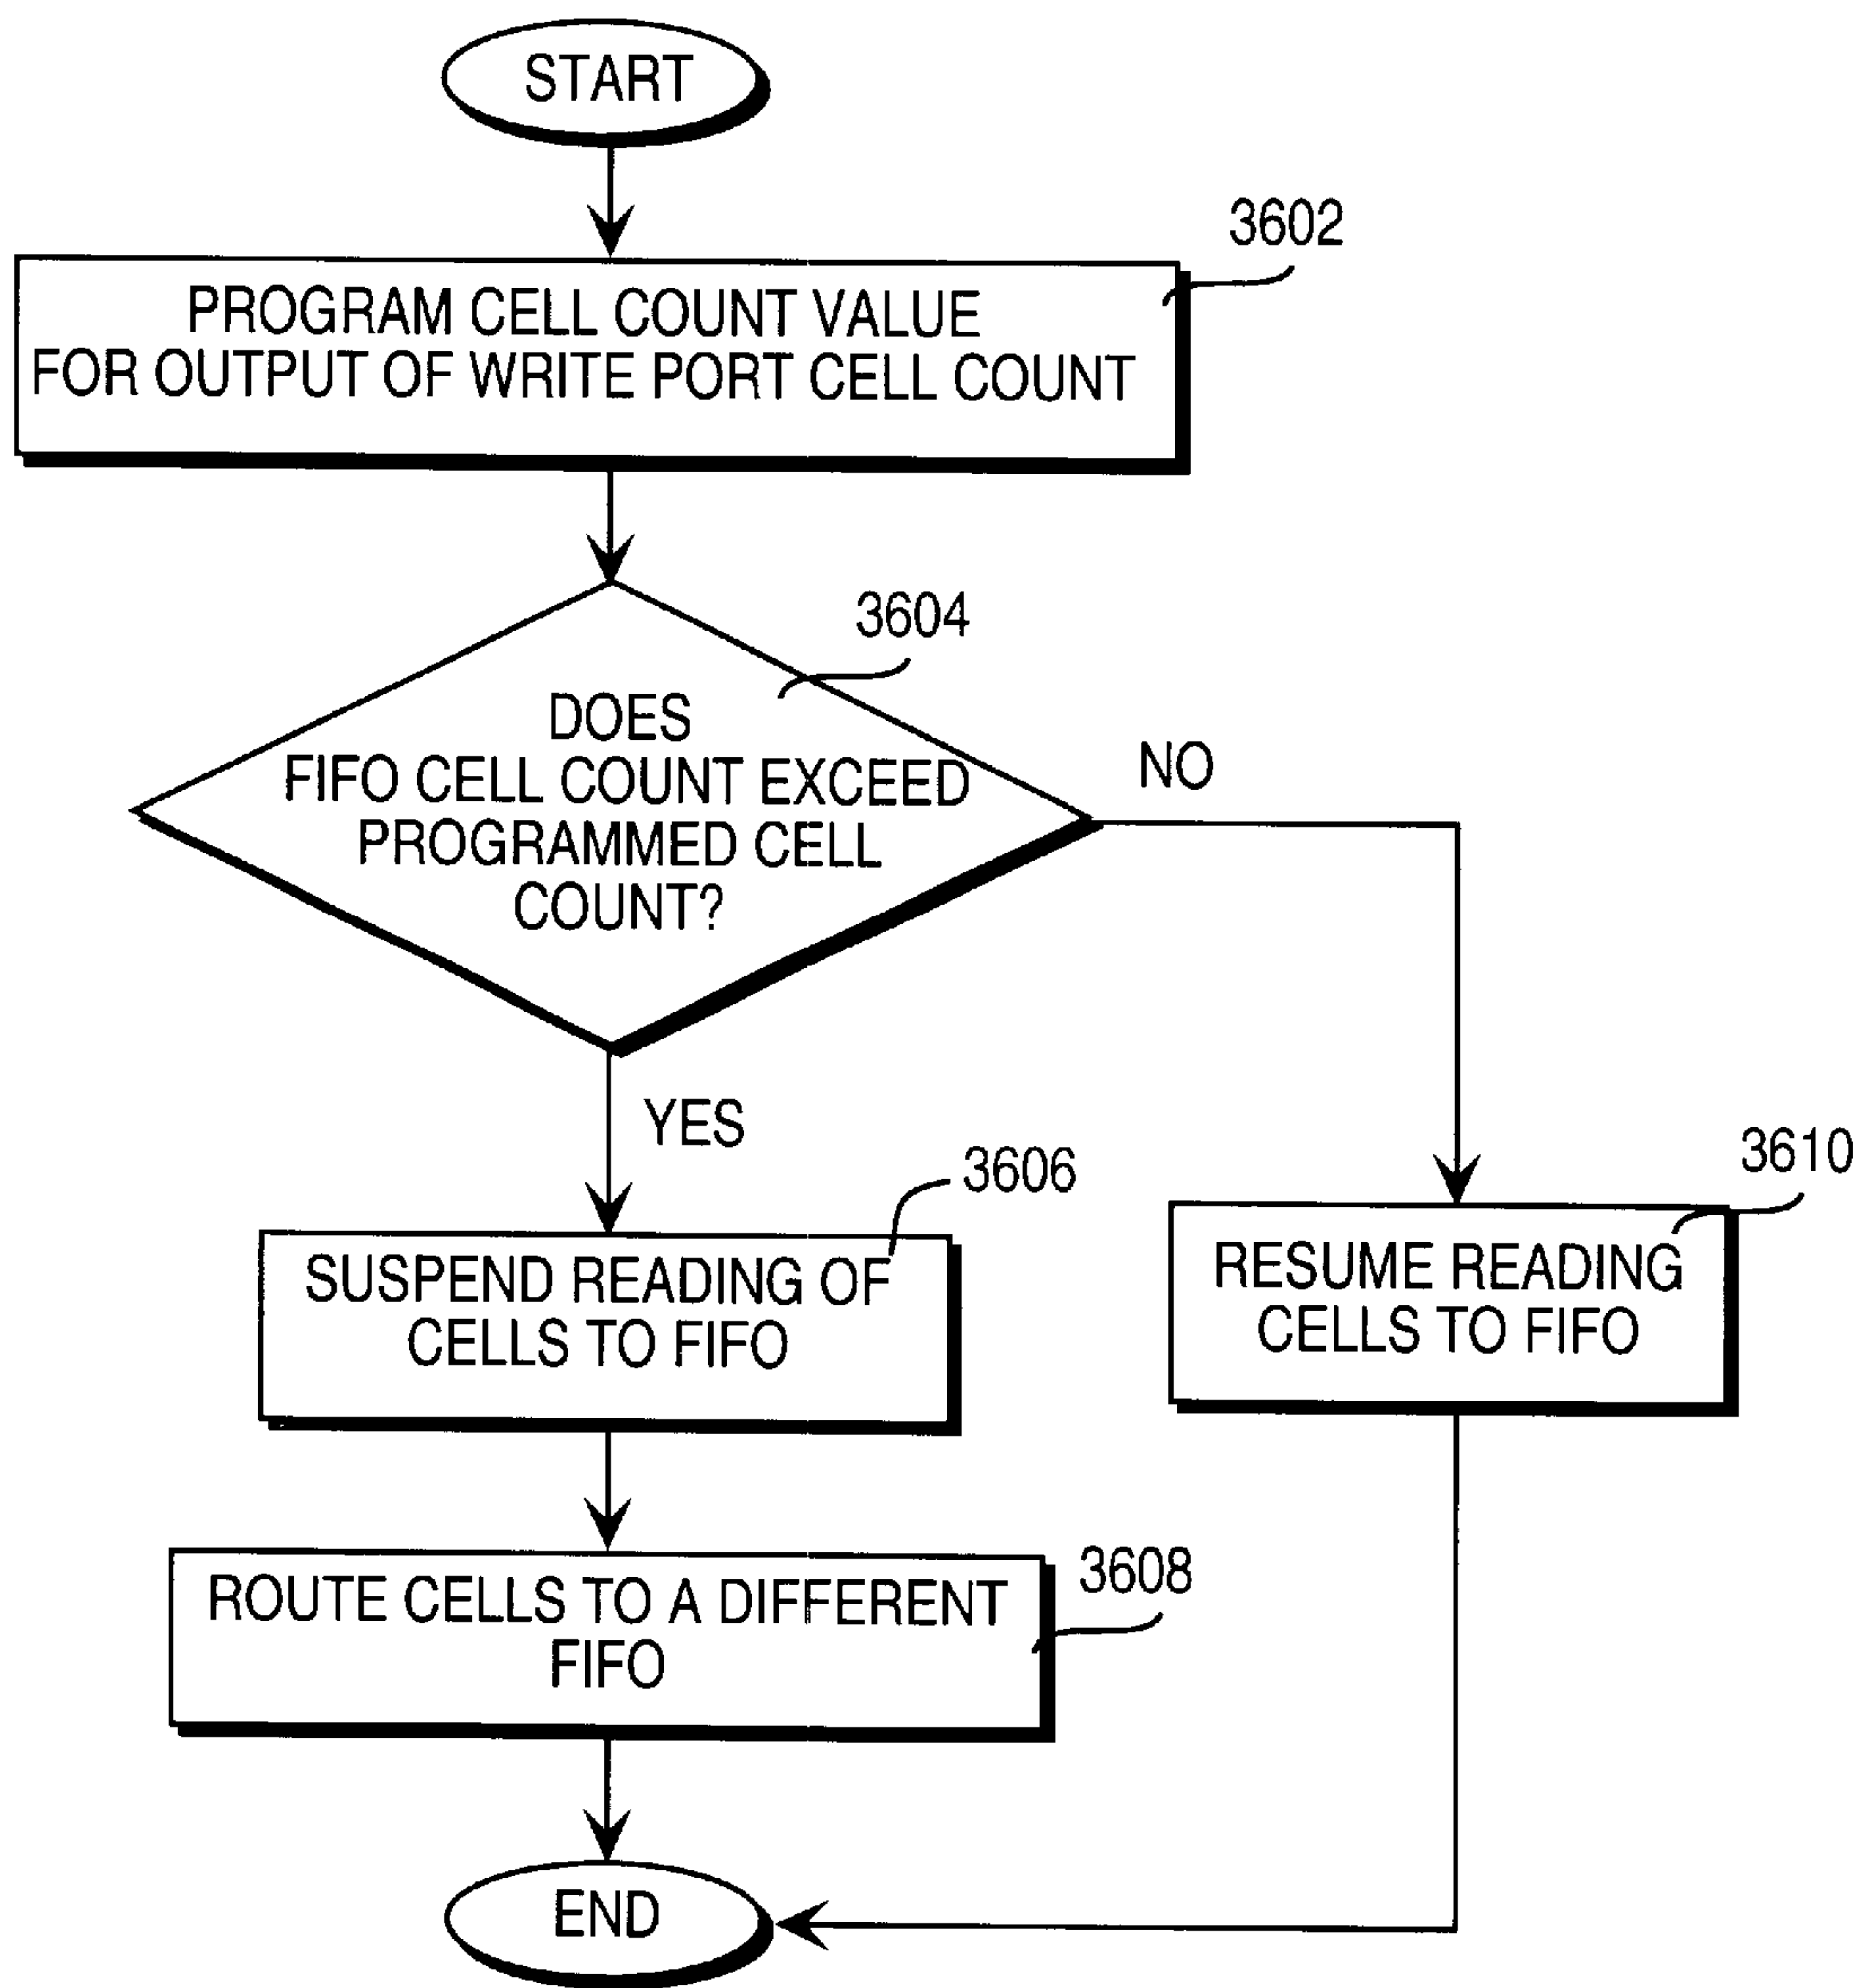 START
3602
PROGRAM CELL COUNT VALUE
FOR OUTPUT OF WRITE PORT CELL COUNT
3604
DOES
FIFO CELL COUNT EXCEED
PROGRAMMED CELL
COUNT?
NO
YES
3606
SUSPEND READING OF
CELLS TO FIFO
3610
RESUME READING
CELLS TO FIFO
3608
ROUTE CELLS TO A DIFFERENT
FIFO
END